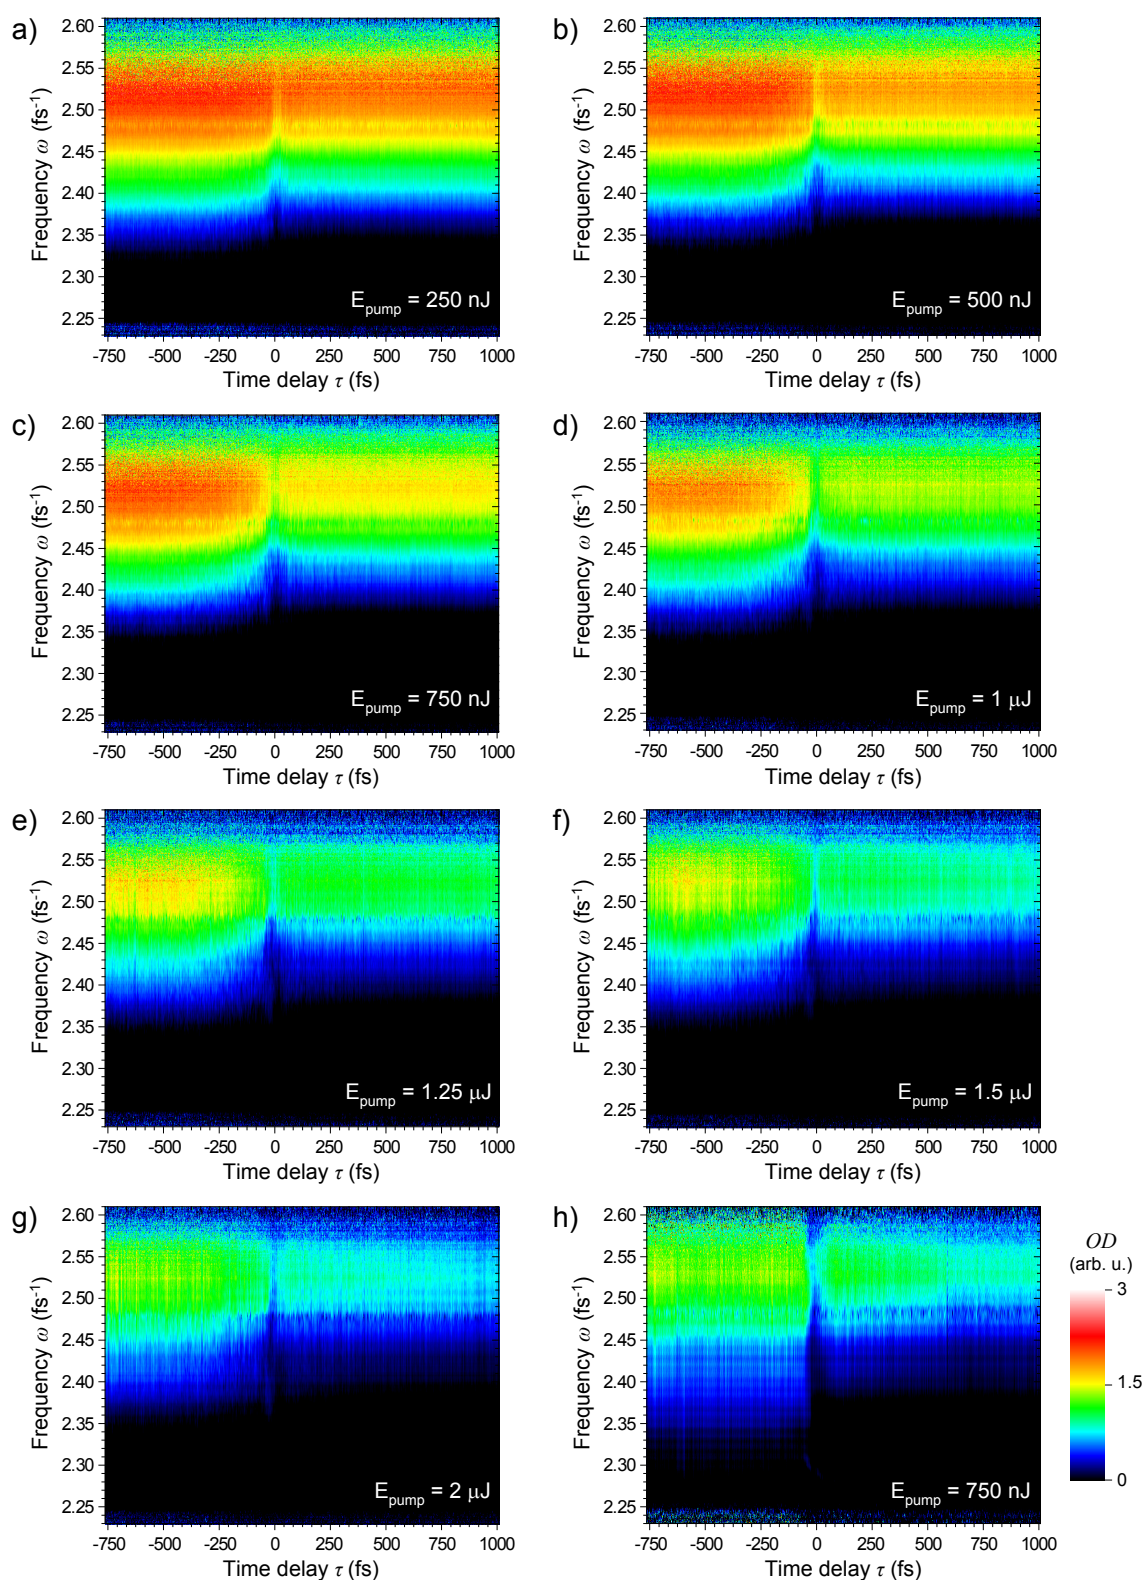 a)
Frequency ω (fs⁻¹)
2.60
2.55
2.50
2.45
2.40
2.35
2.30
2.25
E_pump = 250 nJ
-750 -500 -250 0 250 500 750 1000
Time delay τ (fs)
b)
Frequency ω (fs⁻¹)
2.60
2.55
2.50
2.45
2.40
2.35
2.30
2.25
E_pump = 500 nJ
-750 -500 -250 0 250 500 750 1000
Time delay τ (fs)
c)
Frequency ω (fs⁻¹)
2.60
2.55
2.50
2.45
2.40
2.35
2.30
2.25
E_pump = 750 nJ
-750 -500 -250 0 250 500 750 1000
Time delay τ (fs)
d)
Frequency ω (fs⁻¹)
2.60
2.55
2.50
2.45
2.40
2.35
2.30
2.25
E_pump = 1 μJ
-750 -500 -250 0 250 500 750 1000
Time delay τ (fs)
e)
Frequency ω (fs⁻¹)
2.60
2.55
2.50
2.45
2.40
2.35
2.30
2.25
E_pump = 1.25 μJ
-750 -500 -250 0 250 500 750 1000
Time delay τ (fs)
f)
Frequency ω (fs⁻¹)
2.60
2.55
2.50
2.45
2.40
2.35
2.30
2.25
E_pump = 1.5 μJ
-750 -500 -250 0 250 500 750 1000
Time delay τ (fs)
g)
Frequency ω (fs⁻¹)
2.60
2.55
2.50
2.45
2.40
2.35
2.30
2.25
E_pump = 2 μJ
-750 -500 -250 0 250 500 750 1000
Time delay τ (fs)
h)
Frequency ω (fs⁻¹)
2.60
2.55
2.50
2.45
2.40
2.35
2.30
2.25
E_pump = 750 nJ
-750 -500 -250 0 250 500 750 1000
Time delay τ (fs)
OD
(arb. u.)
3
1.5
0